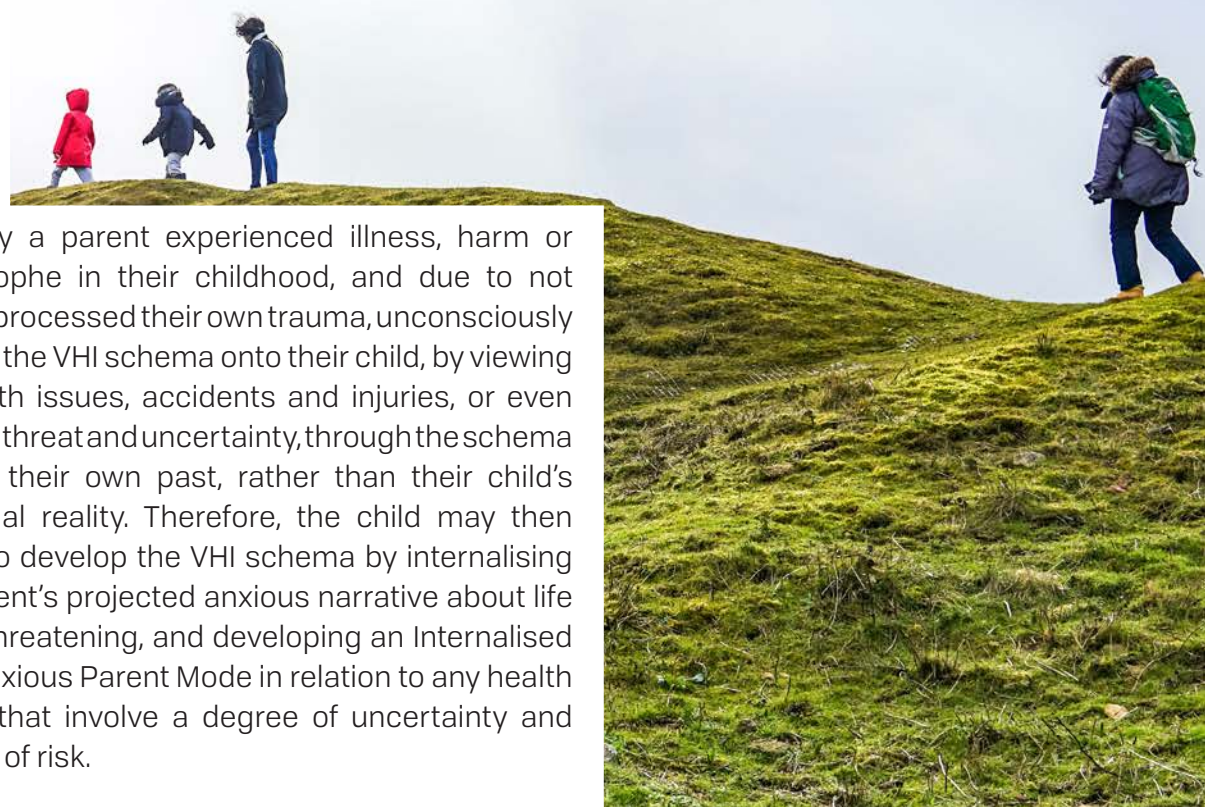 y a parent experienced illness, harm or
ophe in their childhood, and due to not
processed their own trauma, unconsciously
the VHI schema onto their child, by viewing
th issues, accidents and injuries, or even
threat and uncertainty, through the schema
their own past, rather than their child's
al reality. Therefore, the child may then
o develop the VHI schema by internalising
ent's projected anxious narrative about life
hreatening, and developing an Internalised
xious Parent Mode in relation to any health
that involve a degree of uncertainty and
of risk.